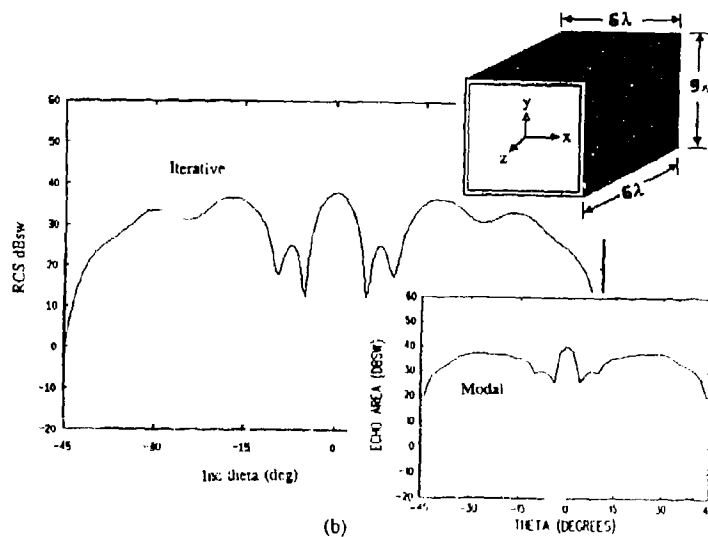 6λ
9λ
6λ
y
x
z
60
50
40
30
20
10
0
-10
-20
RCS dBsw
Iterative
-45
-30
-15
0
Inc theta (deg)
60
50
40
30
20
10
0
-10
-20
ECHO AREA (DBSW)
Modal
-45
-30
-15
0
15
30
THETA (DEGREES)
(b)